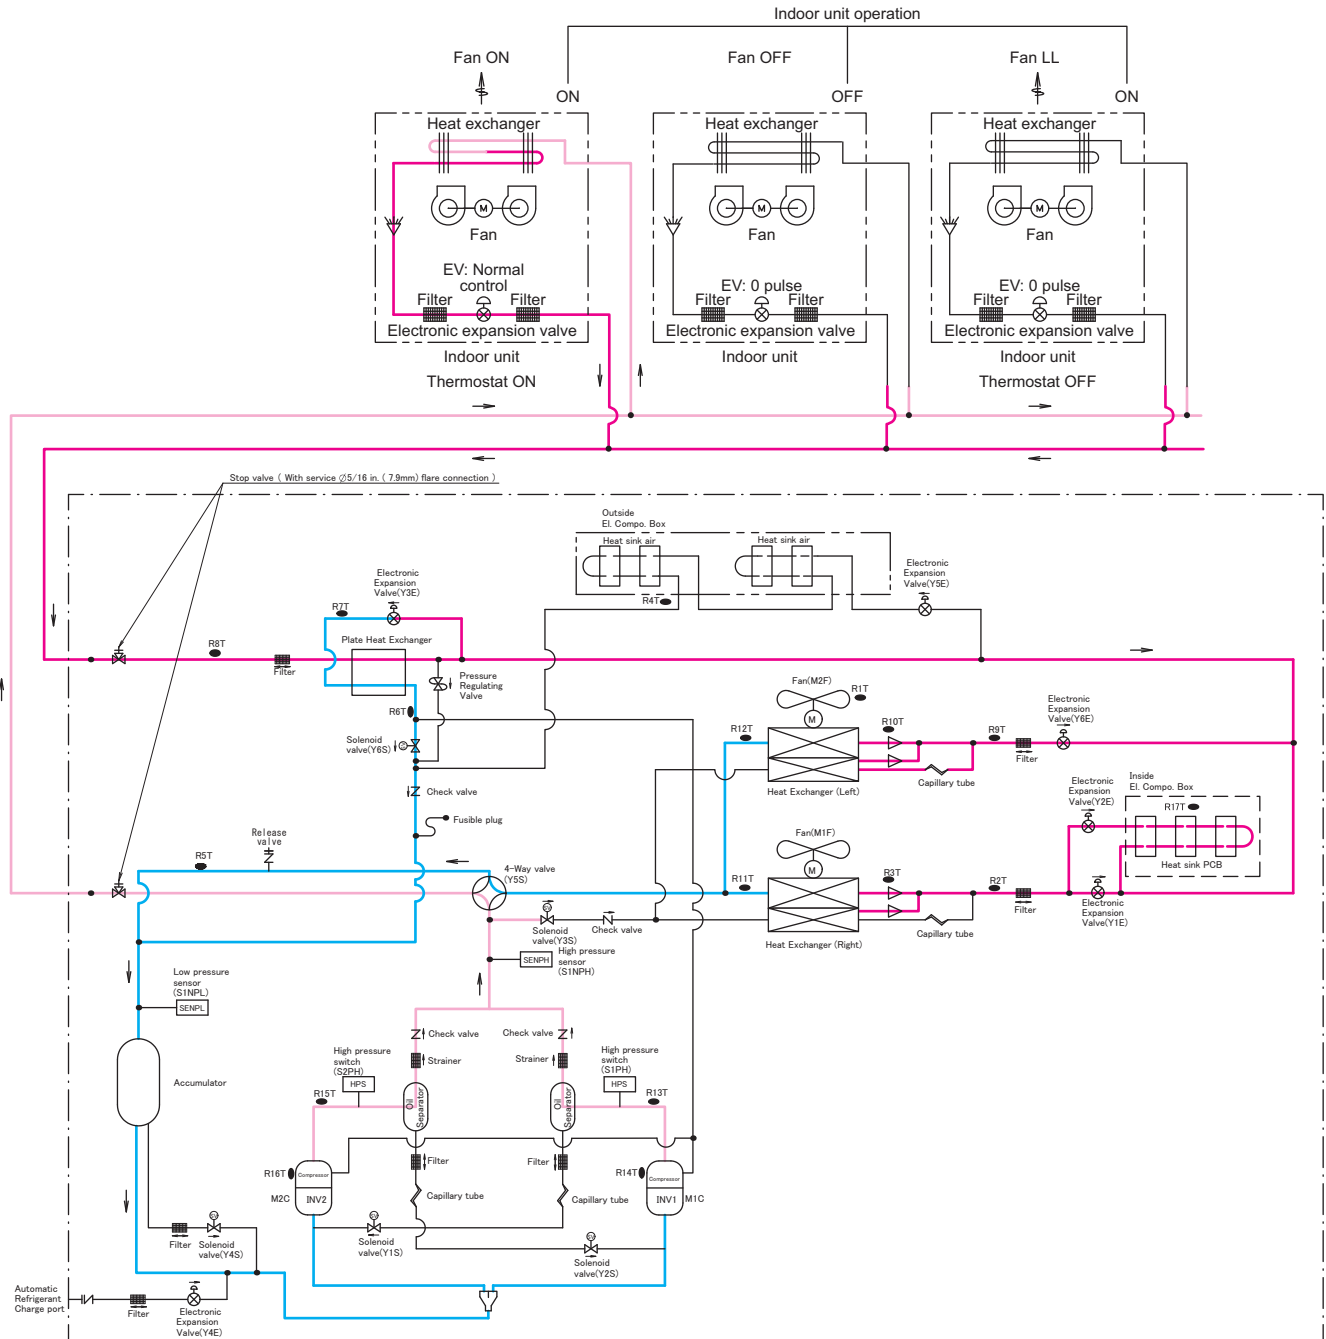 Indoor unit operation
Fan ON
Fan OFF
Fan LL
ON
OFF
ON
Heat exchanger
Heat exchanger
Heat exchanger
M
M
M
Fan
Fan
Fan
EV: Normal
control
EV: 0 pulse
EV: 0 pulse
Filter
Filter
Filter
Filter
Filter
Filter
Electronic expansion valve
Electronic expansion valve
Electronic expansion valve
Indoor unit
Indoor unit
Indoor unit
Thermostat ON
Thermostat OFF
Stop valve ( With service ∅5/16 in. ( 7.9mm) flare connection )
Outside
El. Compo. Box
Heat sink air
Heat sink air
R4T
Electronic
Expansion
Valve(Y5E)
Electronic
Expansion
Valve(Y3E)
R7T
R8T
Plate Heat Exchanger
Filter
Pressure
Regulating
Valve
R6T
Solenoid
valve(Y6S)
SV
Check valve
Fusible plug
Fan(M2F)
R1T
M
R12T
R10T
R9T
Electronic
Expansion
Valve(Y6E)
Filter
Capillary tube
Heat Exchanger (Left)
Electronic
Expansion
Valve(Y2E)
Inside
El. Compo. Box
R17T
Heat sink PCB
Release
valve
R5T
4-Way valve
(Y5S)
Fan(M1F)
M
R11T
R3T
R2T
Filter
Electronic
Expansion
Valve(Y1E)
Capillary tube
Heat Exchanger (Right)
SV
Solenoid
valve(Y3S)
Check valve
SENPH
High pressure
sensor
(S1NPH)
Low pressure
sensor
(S1NPL)
SENPL
Accumulator
Check valve
Check valve
Strainer
Strainer
High pressure
switch
(S2PH)
HPS
High pressure
switch
(S1PH)
HPS
R15T
R13T
Oil
Separator
Oil
Separator
Filter
Filter
R16T
Compressor
INV2
M2C
R14T
Compressor
INV1
M1C
Capillary tube
Capillary tube
SV
Solenoid
valve(Y1S)
SV
Solenoid
valve(Y2S)
SV
Filter
Solenoid
valve(Y4S)
Automatic
Refrigerant
Charge port
Filter
Electronic
Expansion
Valve(Y4E)